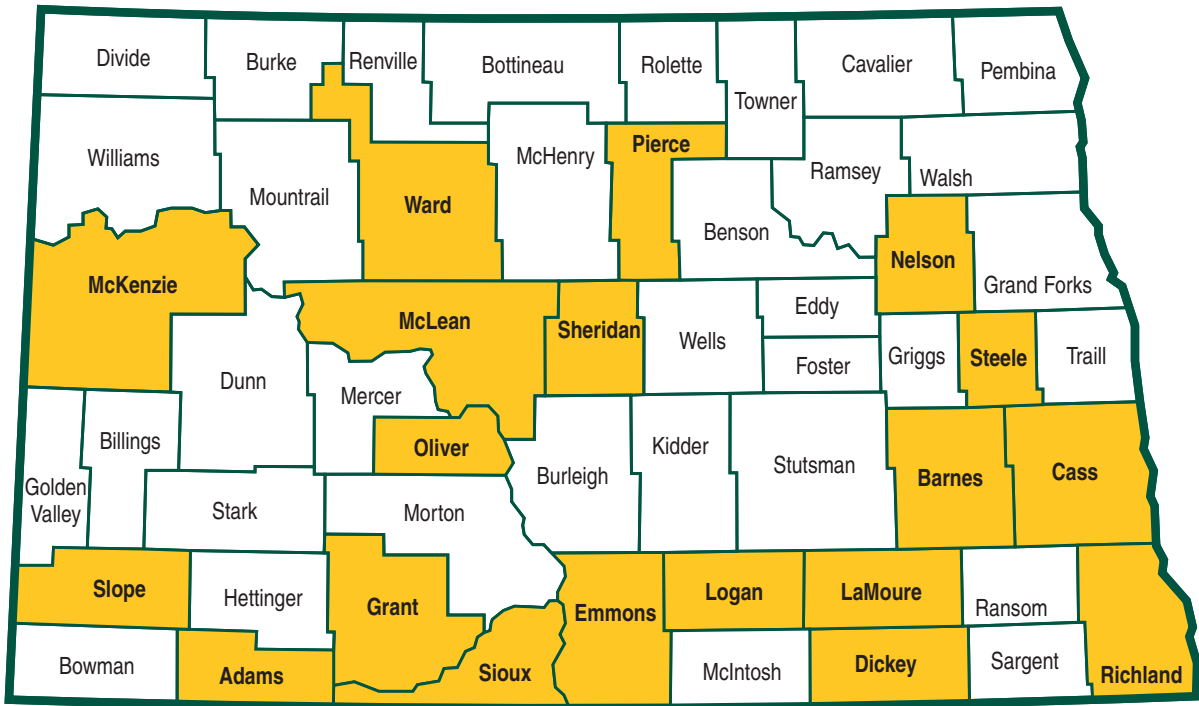 Divide
Burke
Renville
Bottineau
Rolette
Towner
Cavalier
Pembina
Williams
Mountrail
Ward
McHenry
Pierce
Benson
Ramsey
Walsh
McKenzie
Nelson
Grand Forks
McLean
Sheridan
Wells
Eddy
Foster
Griggs
Steele
Traill
Dunn
Mercer
Oliver
Billings
Golden
Valley
Stark
Morton
Burleigh
Kidder
Stutsman
Barnes
Cass
Slope
Hettinger
Grant
Emmons
Logan
LaMoure
Ransom
Bowman
Adams
Sioux
McIntosh
Dickey
Sargent
Richland